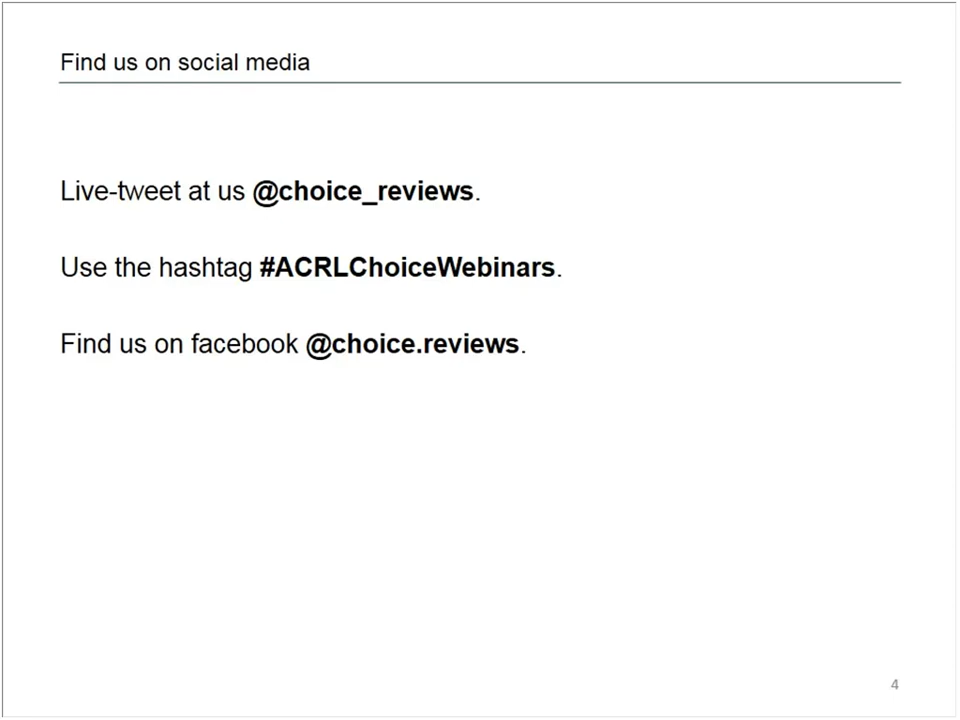 Find us on social media
Live-tweet at us @choice_reviews.
Use the hashtag #ACRLChoiceWebinars.
Find us on facebook @choice.reviews.
4